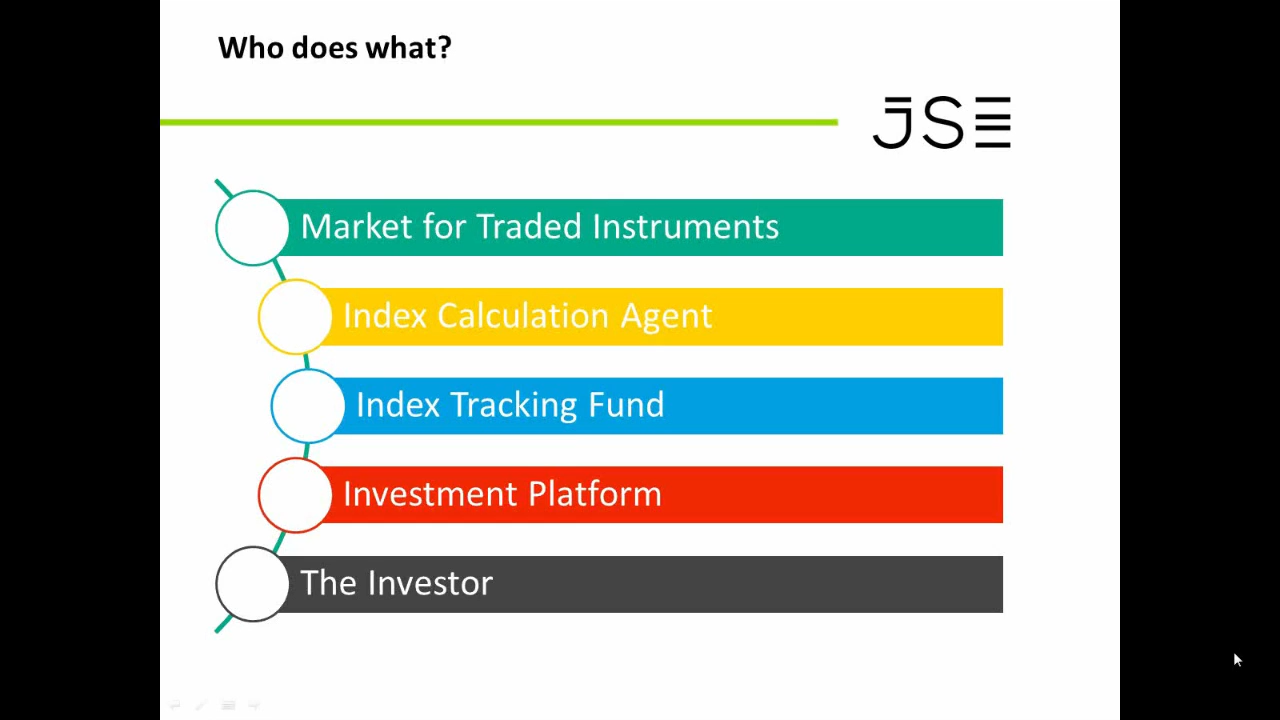 Who does what?
JSE
Market for Traded Instruments
Index Calculation Agent
Index Tracking Fund
Investment Platform
The Investor